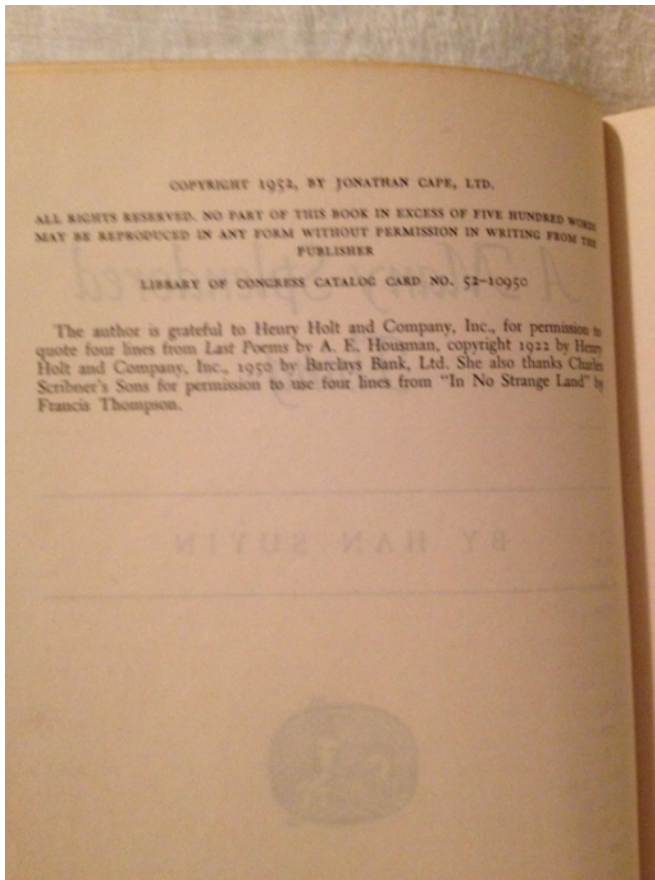 COPYRIGHT 1952, BY JONATHAN CAPE, LTD.
ALL RIGHTS RESERVED. NO PART OF THIS BOOK IN EXCESS OF FIVE HUNDRED WORDS
MAY BE REPRODUCED IN ANY FORM WITHOUT PERMISSION IN WRITING FROM THE
PUBLISHER
LIBRARY OF CONGRESS CATALOG CARD NO. 52-10950
The author is grateful to Henry Holt and Company, Inc., for permission to
quote four lines from Last Poems by A. E. Housman, copyright 1922 by Henry
Holt and Company, Inc., 1950 by Barclays Bank, Ltd. She also thanks Charles
Scribner's Sons for permission to use four lines from "In No Strange Land" by
Francis Thompson.
A Many Splendored
BY HAN SUYIN